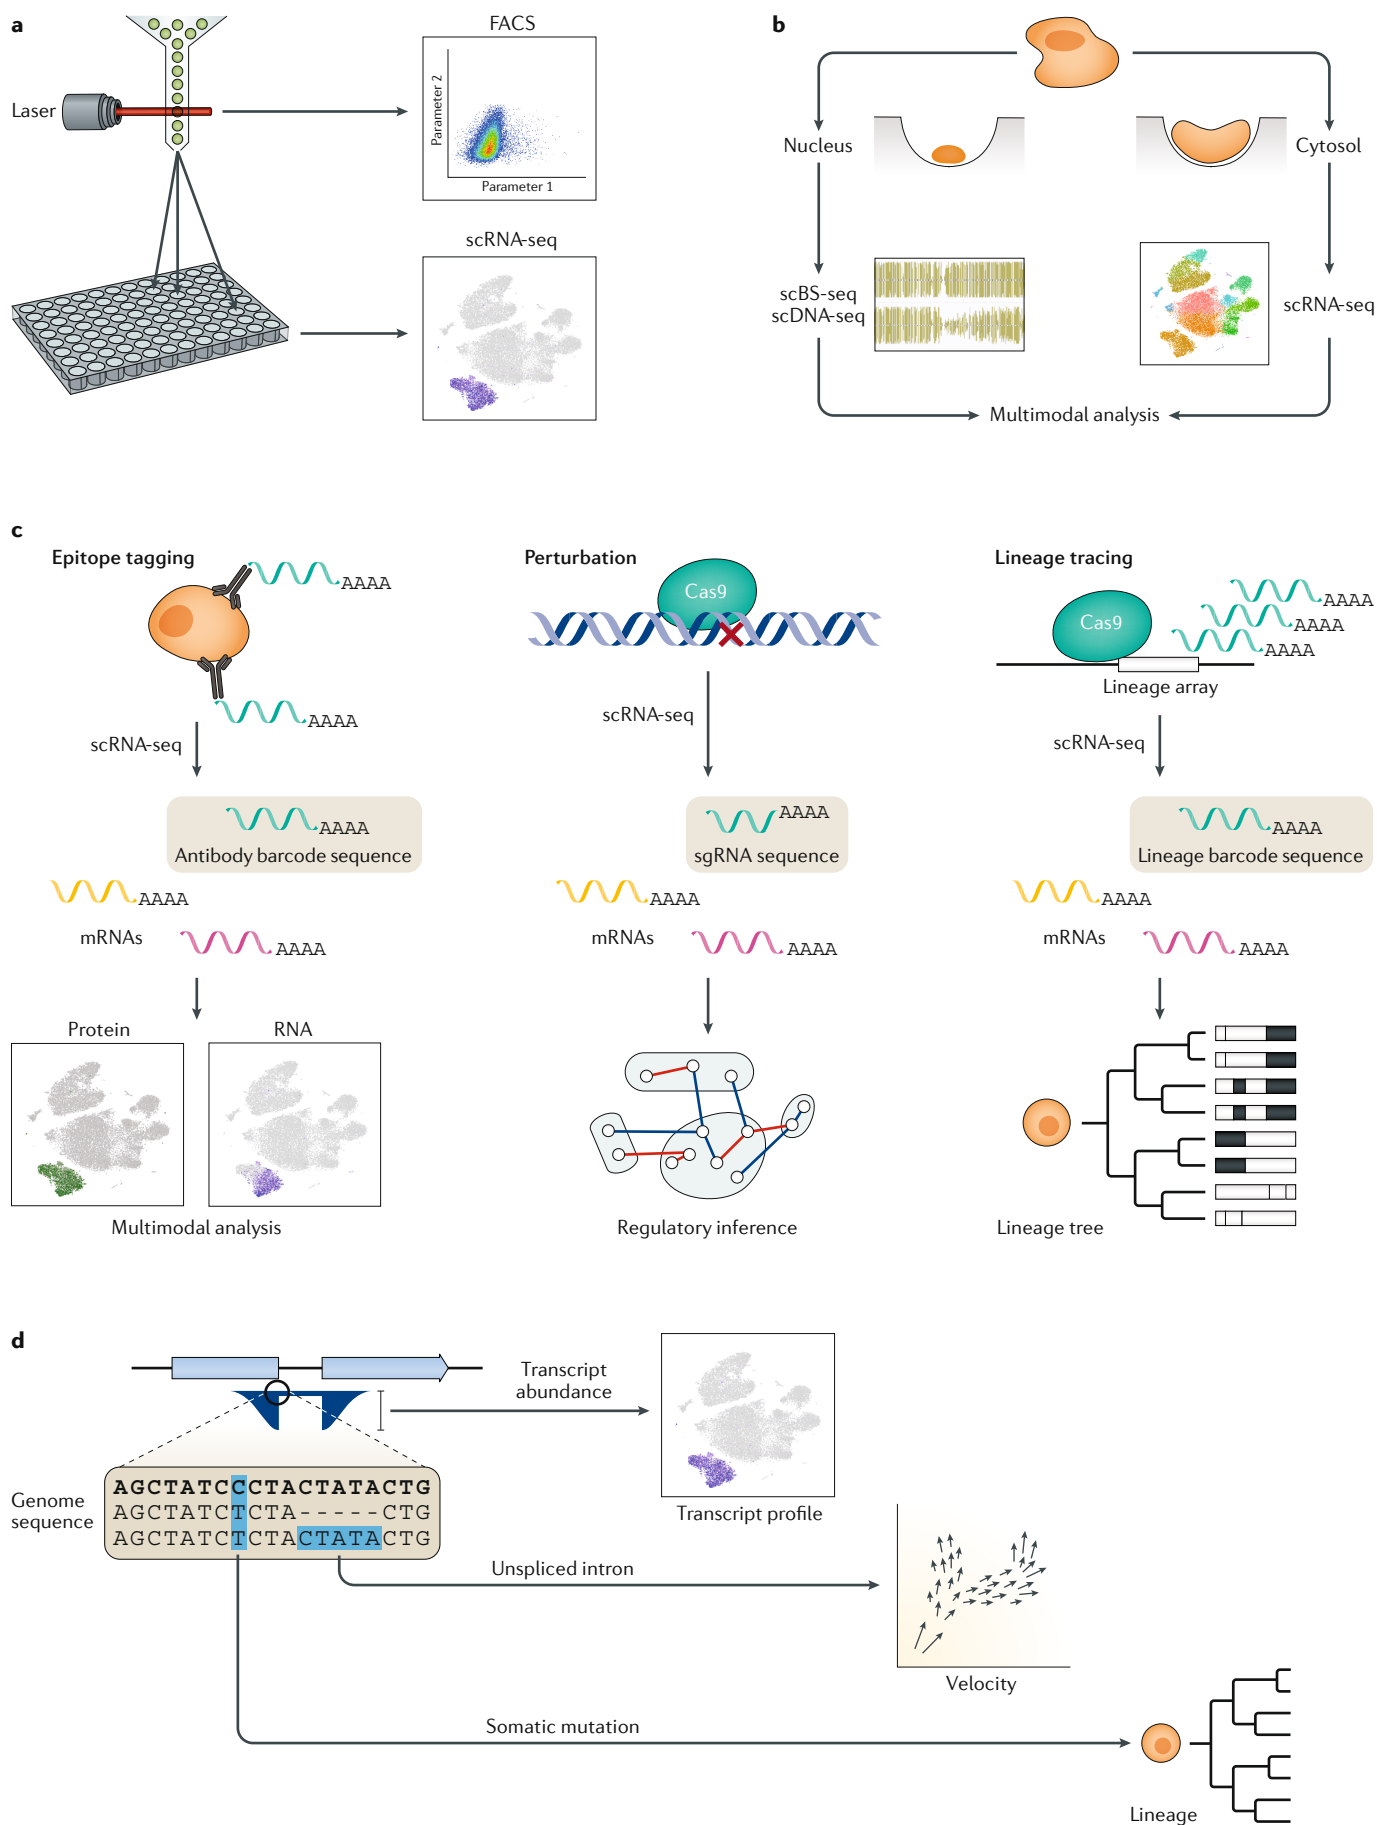 a
FACS
Laser
Parameter 2
Parameter 1
scRNA-seq
b
Nucleus
Cytosol
scBS-seq
scDNA-seq
scRNA-seq
Multimodal analysis
c
Epitope tagging
AAAA
AAAA
scRNA-seq
AAAA
Antibody barcode sequence
AAAA
mRNAs
AAAA
Protein
RNA
Multimodal analysis
Perturbation
Cas9
scRNA-seq
AAAA
sgRNA sequence
AAAA
mRNAs
AAAA
Regulatory inference
Lineage tracing
Cas9
AAAA
AAAA
AAAA
Lineage array
scRNA-seq
AAAA
Lineage barcode sequence
AAAA
mRNAs
AAAA
Lineage tree
d
Transcript
abundance
Transcript profile
Genome
sequence
AGCTATCCCTACTATACTG
AGCTATCTCTA-----CTG
AGCTATCTCTACTATACTG
Unspliced intron
Velocity
Somatic mutation
Lineage